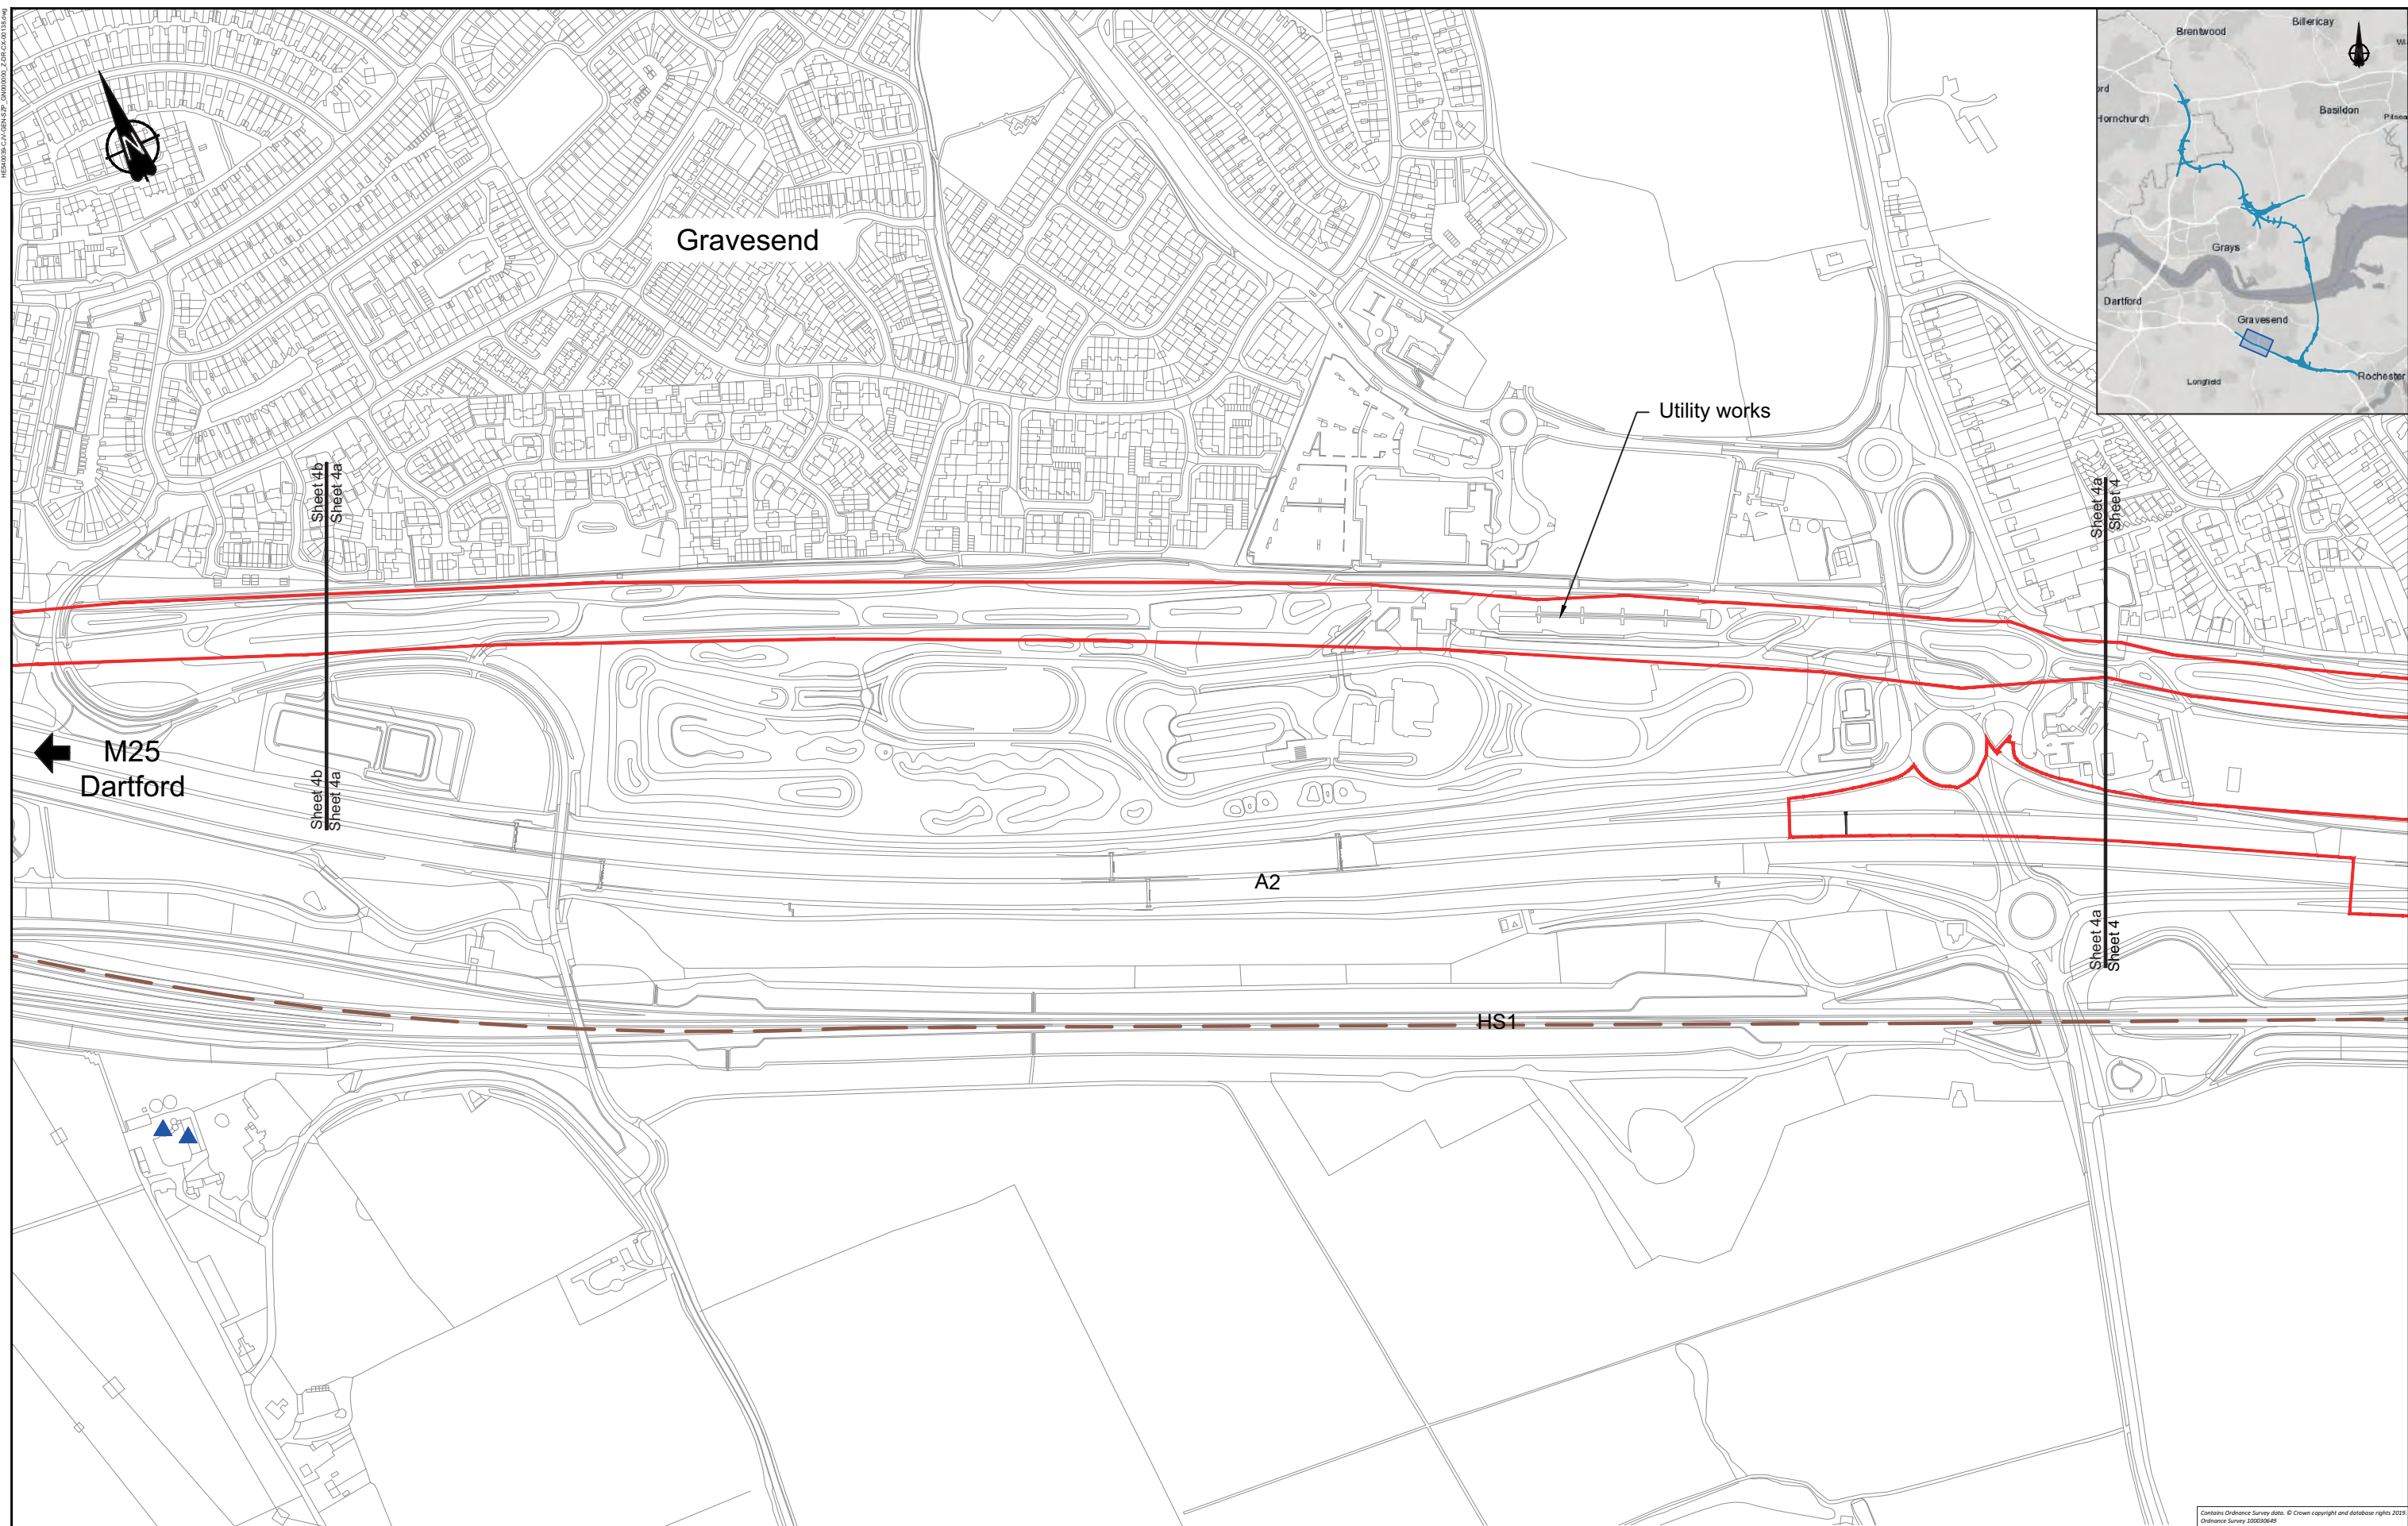 N
Gravesend
Utility works
Sheet 4b
Sheet 4a
Sheet 4a
Sheet 4
M25
Dartford
Sheet 4b
Sheet 4a
A2
Sheet 4a
Sheet 4
HS1
Billericay
Brentwood
Basildon
Hornchurch
Grays
Dartford
Gravesend
Longfield
Rochester
Contains Ordnance Survey data. © Crown copyright and database rights 2019
Ordnance Survey 100030649